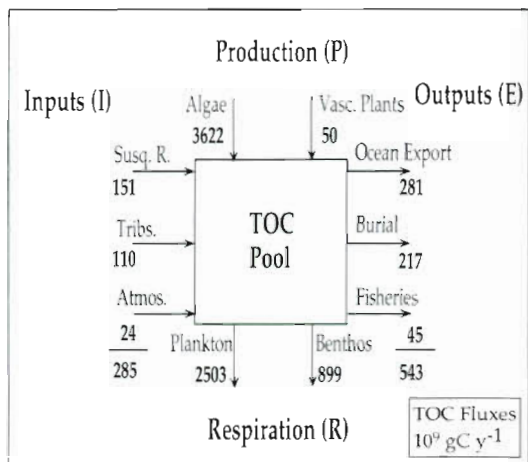 Production (P)
Inputs (I)
Outputs (E)
Algae
3622
Vasc. Plants
50
Susq. R.
151
Tribs.
110
Atmos.
24
285
TOC
Pool
Ocean Export
281
Burial
217
Fisheries
45
543
Plankton
2503
Benthos
899
Respiration (R)
TOC Fluxes
10⁹ gC y⁻¹